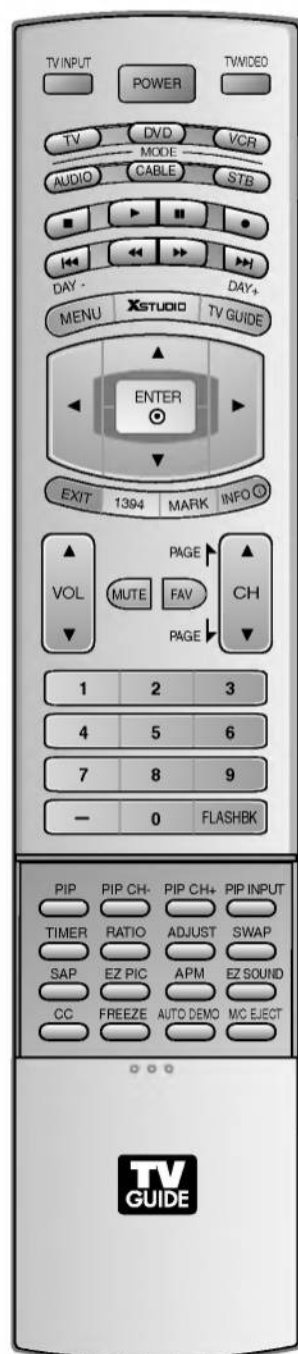 TV INPUT POWER TV/VIDEO
TV DVD VCR
MODE
AUDIO CABLE STB
DAY - DAY+
MENU XSTUDIO TV GUIDE
ENTER
EXIT 1394 MARK INFO i
PAGE
VOL MUTE FAV CH
PAGE
1 2 3
4 5 6
7 8 9
— 0 FLASHBK
PIP PIP CH- PIP CH+ PIP INPUT
TIMER RATIO ADJUST SWAP
SAP EZ PIC APM EZ SOUND
CC FREEZE AUTO DEMO M/C EJECT
TV
GUIDE